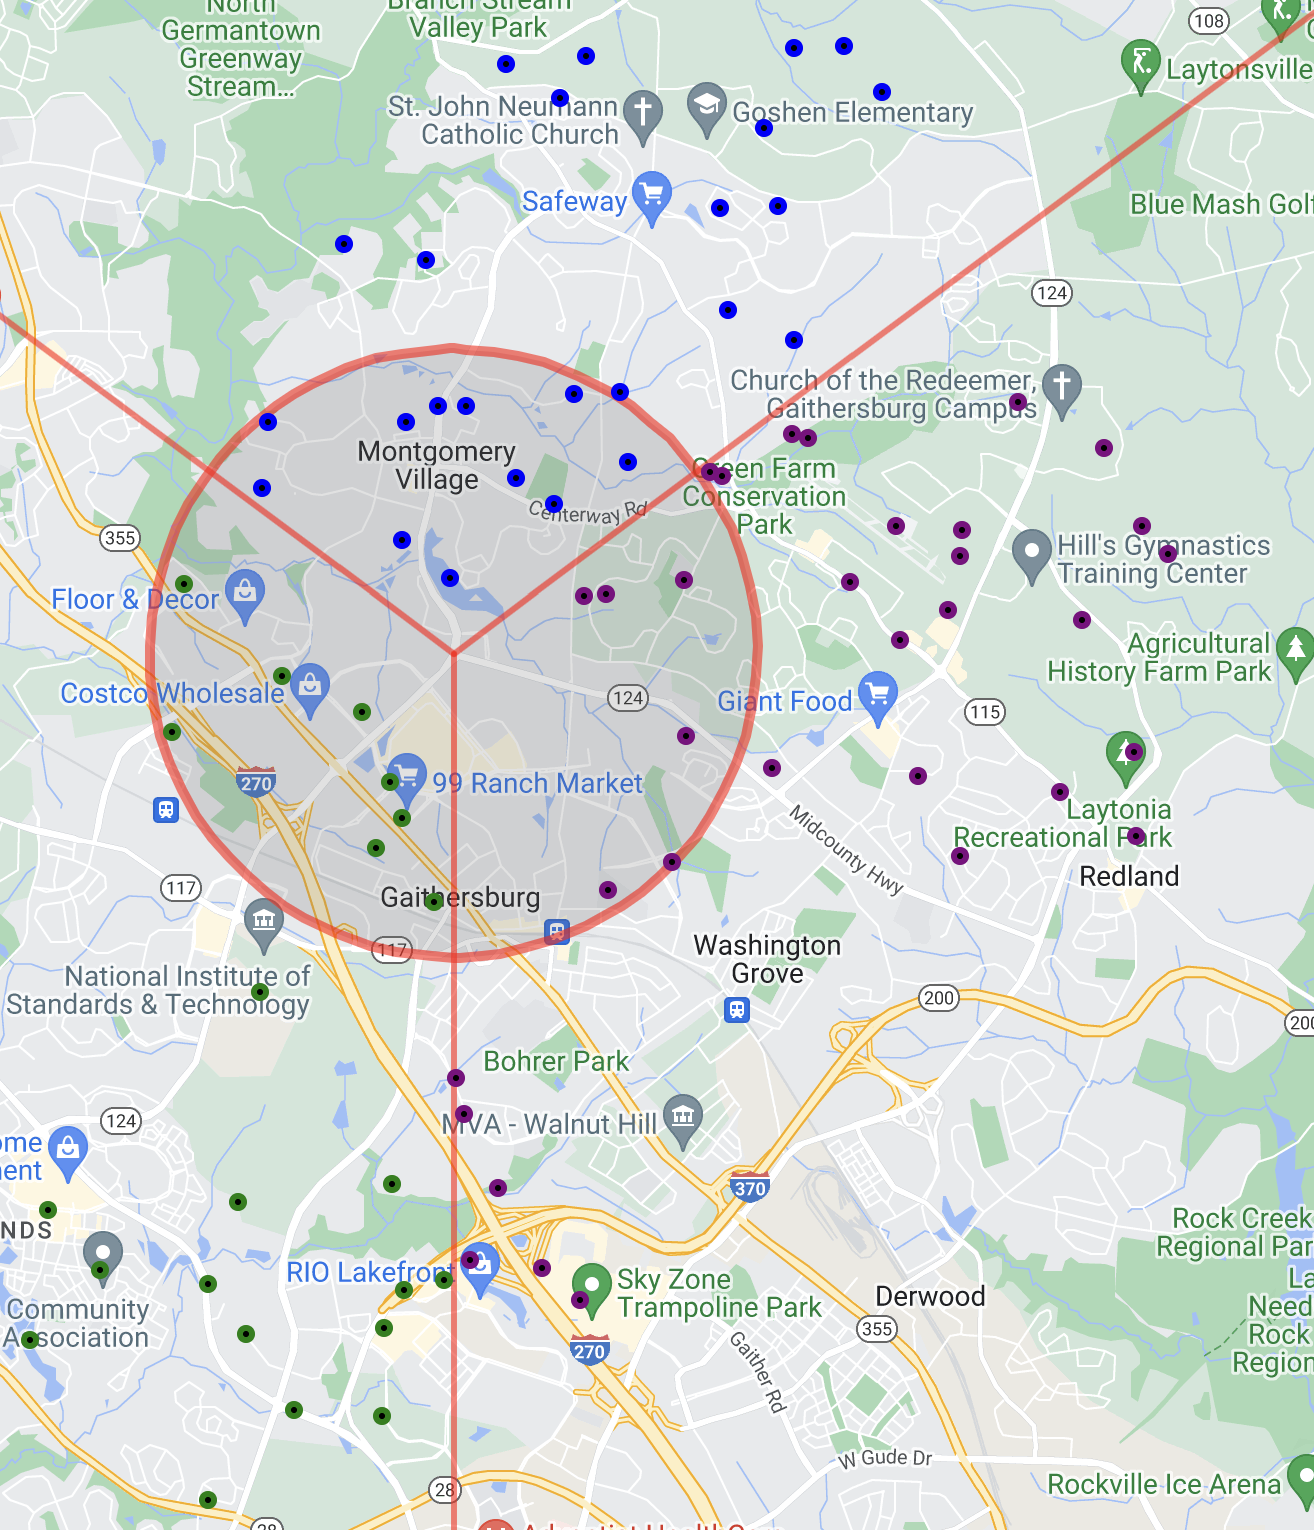 North
Germantown
Greenway
Stream...
Branch Stream
Valley Park
108
Laytonsville
St. John Neumann
Catholic Church
Goshen Elementary
Safeway
Blue Mash Golf
124
Church of the Redeemer,
Gaithersburg Campus
Montgomery
Village
Green Farm
Conservation
Park
Centerway Rd
355
Hill's Gymnastics
Training Center
Floor & Decor
Agricultural
History Farm Park
Costco Wholesale
124
Giant Food
115
270
99 Ranch Market
Midcounty Hwy
Laytonia
Recreational Park
Redland
117
Gaithersburg
117
Washington
Grove
National Institute of
Standards & Technology
200
200
Bohrer Park
124
MVA - Walnut Hill
370
NDS
Rock Creek
Regional Par
RIO Lakefront
Sky Zone
Trampoline Park
Derwood
Community
Association
355
La
Need
Rock
Region
270
Gaither Rd
W Gude Dr
28
Rockville Ice Arena
28
Adventist HealthCare